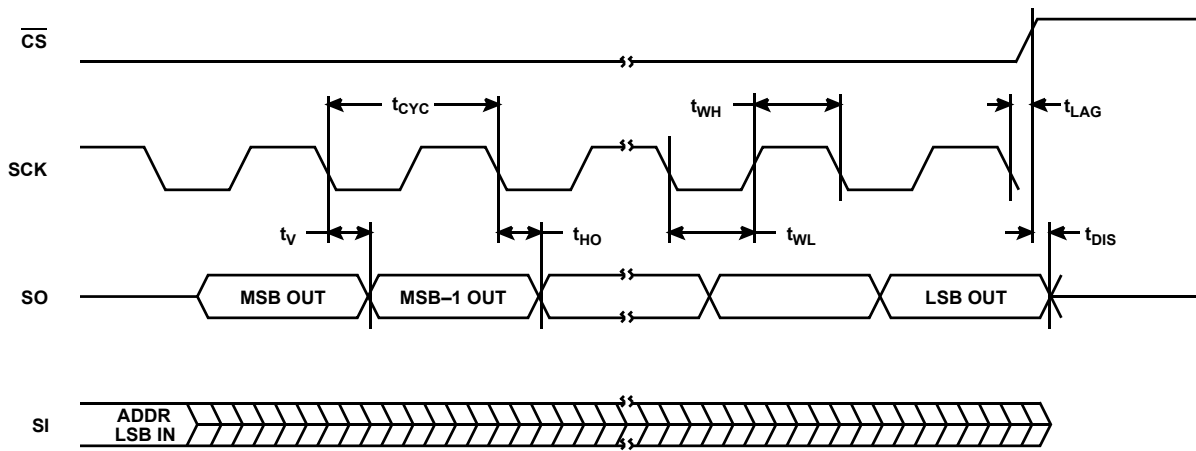 CS
tCYC
tWH
tLAG
SCK
tV
tHO
tWL
tDIS
SO
MSB OUT
MSB–1 OUT
LSB OUT
SI
ADDR
LSB IN